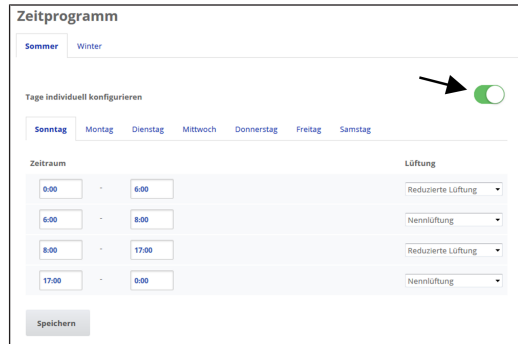 Zeitprogramm
Sommer Winter
Tage individuell konfigurieren
Sonntag Montag Dienstag Mittwoch Donnerstag Freitag Samstag
Zeitraum Lüftung
0:00 - 6:00 Reduzierte Lüftung
6:00 - 8:00 Nennlüftung
8:00 - 17:00 Reduzierte Lüftung
17:00 - 0:00 Nennlüftung
Speichern